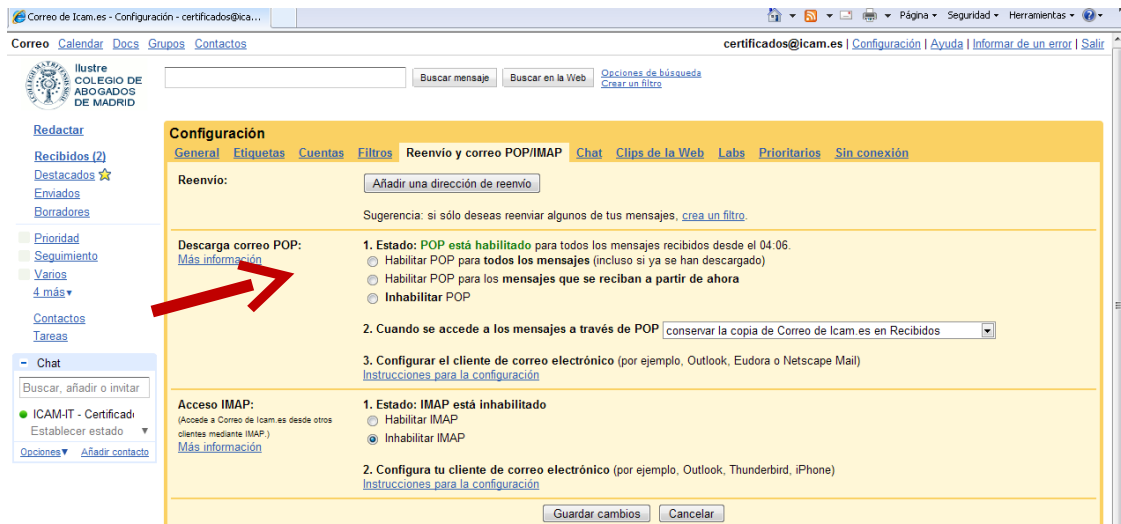 Correo de Icam.es - Configuración - certificados@ica...
Página Seguridad Herramientas
Correo Calendar Docs Grupos Contactos
certificados@icam.es | Configuración | Ayuda | Informar de un error | Salir
Ilustre
COLEGIO DE
ABOGADOS
DE MADRID
Buscar mensaje Buscar en la Web
Opciones de búsqueda
Crear un filtro
Redactar
Recibidos (2)
Destacados
Enviados
Borradores
Prioridad
Seguimiento
Varios
4 más▾
Contactos
Tareas
− Chat
Buscar, añadir o invitar
ICAM-IT - Certificad
Establecer estado ▼
Opciones▼ Añadir contacto
Configuración
General Etiquetas Cuentas Filtros Reenvío y correo POP/IMAP Chat Clips de la Web Labs Prioritarios Sin conexión
Reenvío:
Añadir una dirección de reenvío
Sugerencia: si sólo deseas reenviar algunos de tus mensajes, crea un filtro.
Descarga correo POP:
Más información
1. Estado: POP está habilitado para todos los mensajes recibidos desde el 04:06.
Habilitar POP para todos los mensajes (incluso si ya se han descargado)
Habilitar POP para los mensajes que se reciban a partir de ahora
Inhabilitar POP
2. Cuando se accede a los mensajes a través de POP conservar la copia de Correo de Icam.es en Recibidos
3. Configurar el cliente de correo electrónico (por ejemplo, Outlook, Eudora o Netscape Mail)
Instrucciones para la configuración
Acceso IMAP:
(Accede a Correo de Icam.es desde otros
clientes mediante IMAP.)
Más información
1. Estado: IMAP está inhabilitado
Habilitar IMAP
Inhabilitar IMAP
2. Configura tu cliente de correo electrónico (por ejemplo, Outlook, Thunderbird, iPhone)
Instrucciones para la configuración
Guardar cambios Cancelar